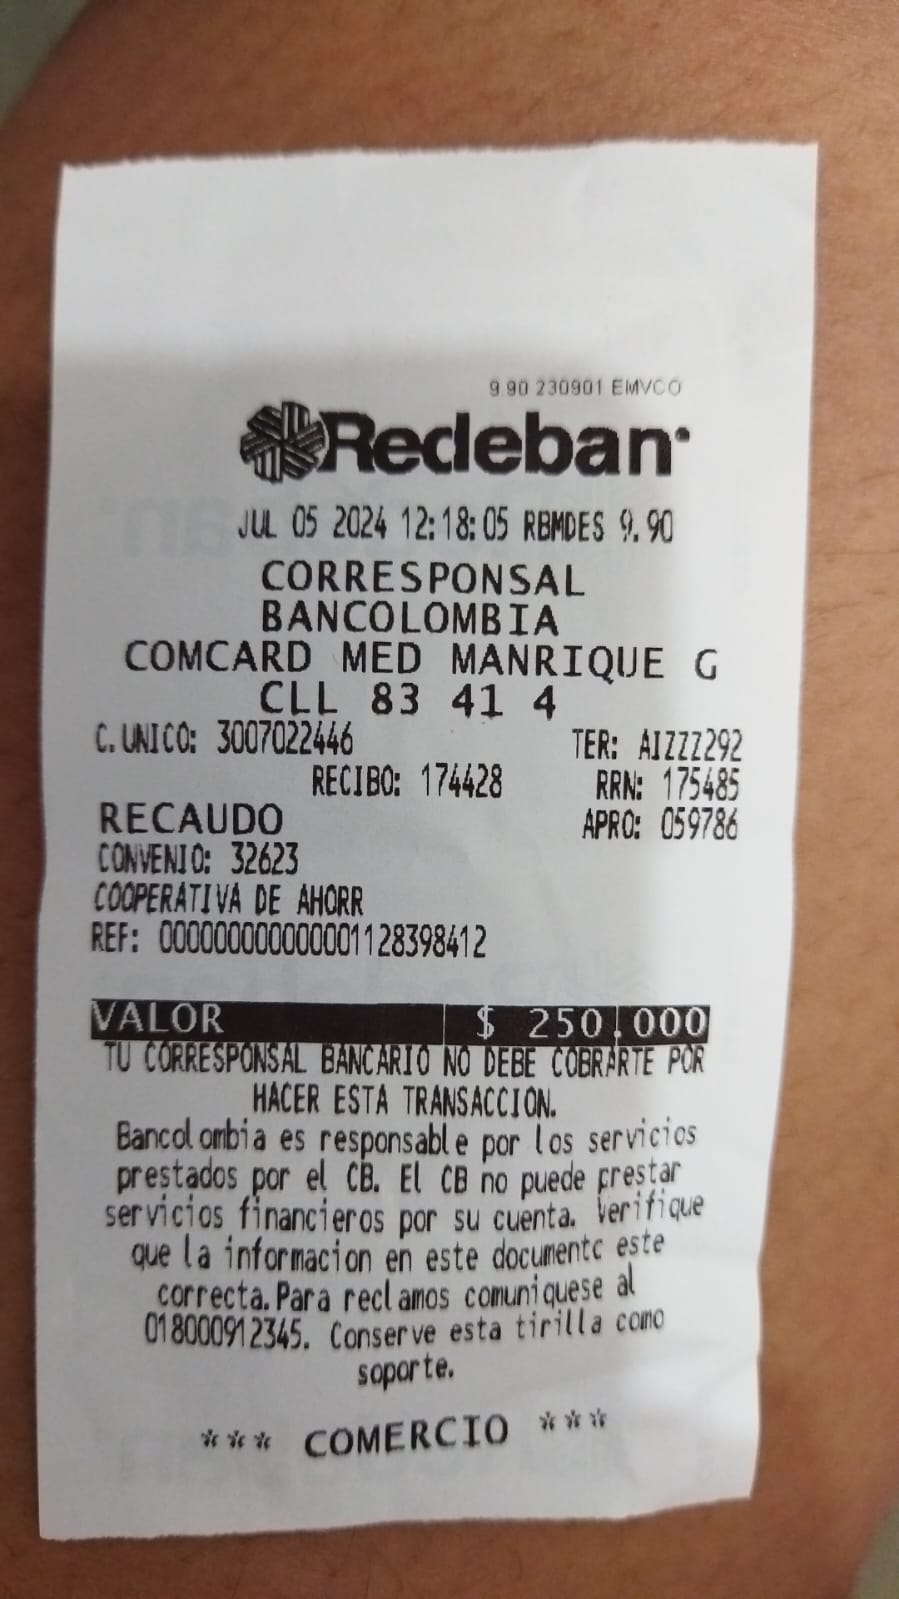 9.90 230901 EMVCO
Redeban
JUL 05 2024 12:18:05 RBMDES 9.90
CORRESPONSAL
BANCOLOMBIA
COMCARD MED MANRIQUE G
CLL 83 41 4
C. UNICO: 3007022446 TER: AIZZZ292
RECIBO: 174428 RRN: 175485
RECAUDO APRO: 059786
CONVENIO: 32623
COOPERATIVA DE AHORR
REF: 00000000000001128398412
VALOR $ 250.000
TU CORRESPONSAL BANCARIO NO DEBE COBRARTE POR
HACER ESTA TRANSACCION.
Bancolombia es responsable por los servicios
prestados por el CB. El CB no puede prestar
servicios financieros por su cuenta. Verifique
que la informacion en este documento este
correcta. Para reclamos comuniquese al
018000912345. Conserve esta tirilla como
soporte.
*** COMERCIO ***